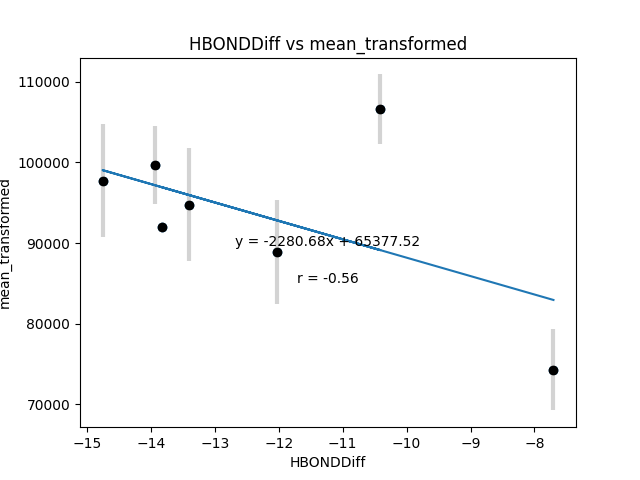 HBONDDiff vs mean_transformed
110000
100000
90000
80000
70000
mean_transformed
y = -2280.68x + 65377.52
r = -0.56
−15
−14
−13
−12
−11
−10
−9
−8
HBONDDiff